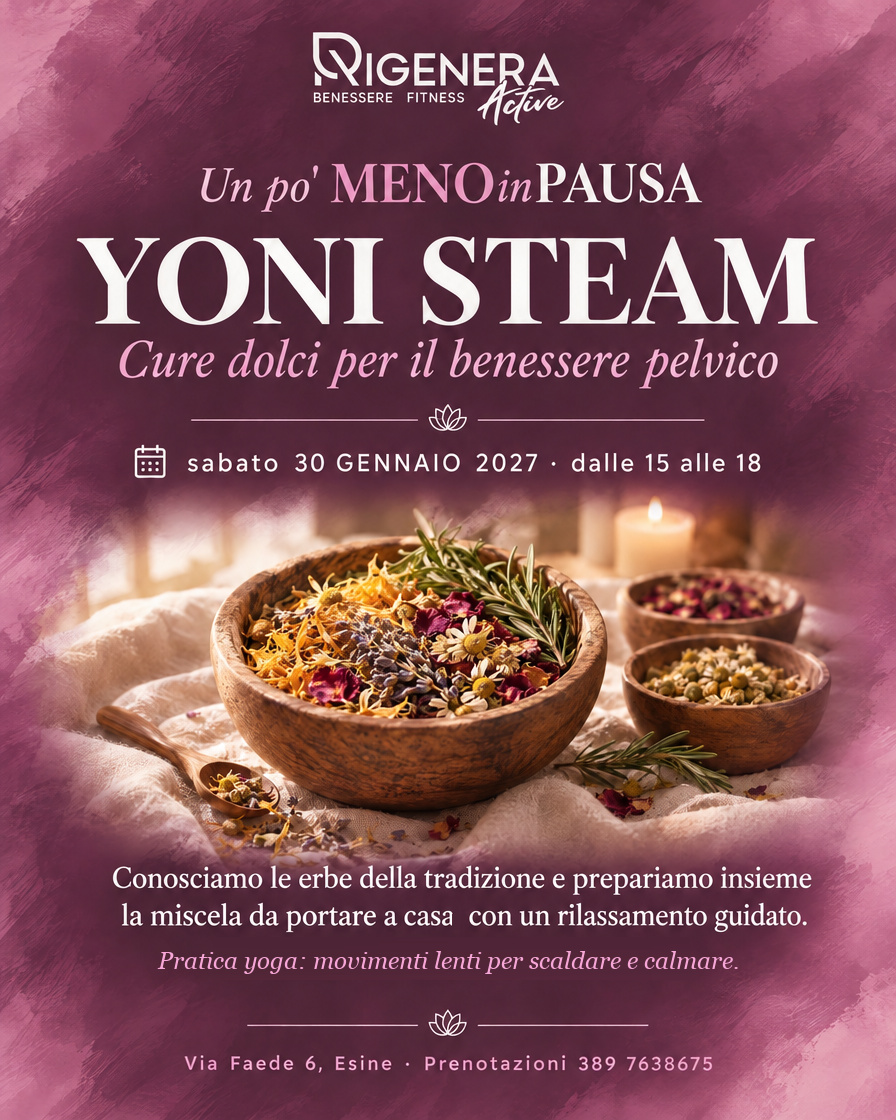 RIGENERA
BENESSERE FITNESS Active
Un po' MENOinPAUSA
YONI STEAM
Cure dolci per il benessere pelvico
sabato 30 GENNAIO 2027 · dalle 15 alle 18
Conosciamo le erbe della tradizione e prepariamo insieme
la miscela da portare a casa con un rilassamento guidato.
Pratica yoga: movimenti lenti per scaldare e calmare.
Via Faede 6, Esine · Prenotazioni 389 7638675